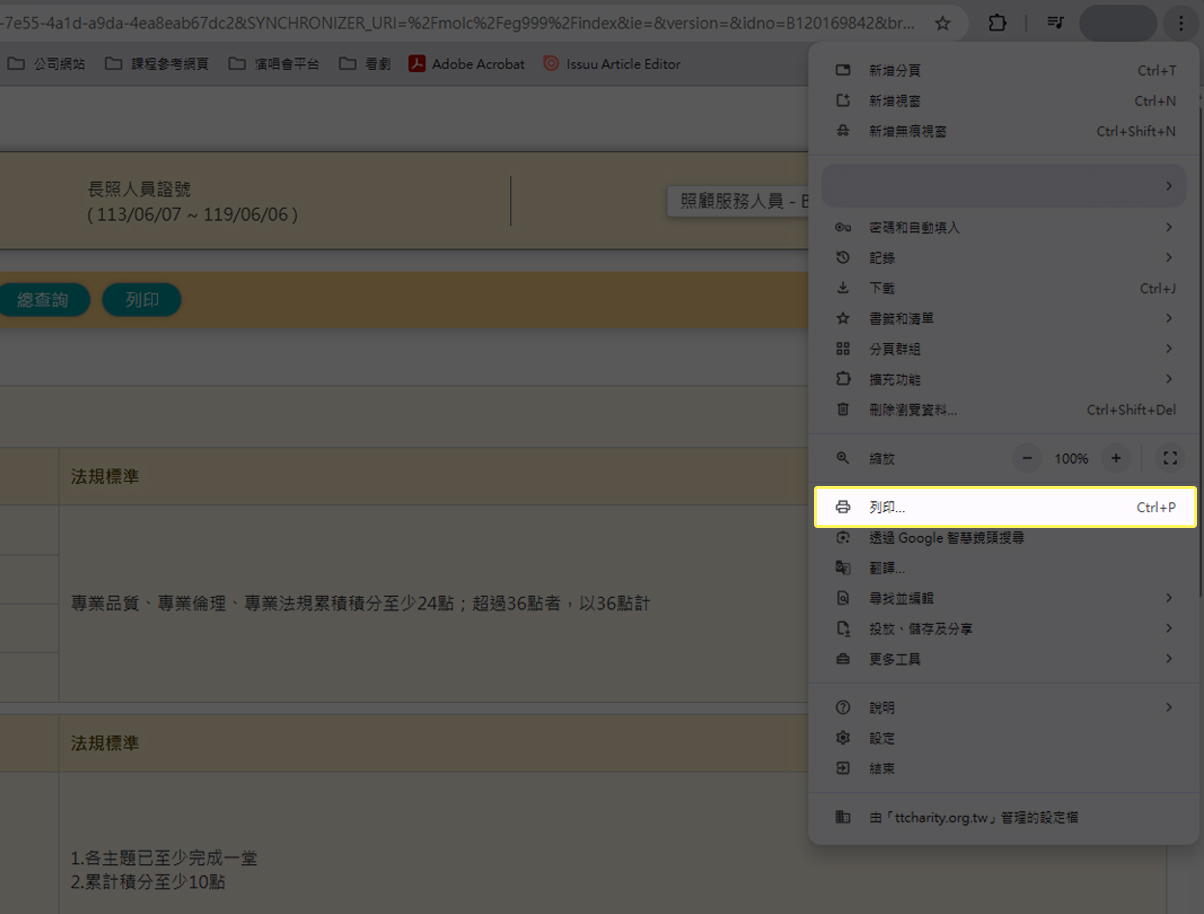 -7e55-4a1d-a9da-4ea8eab67dc2&SYNCHRONIZER_URI=%2Fmolc%2Feg999%2Findex&ie=&version=&idno=B120169842&br...
公司網站 課程參考網頁 演唱會平台 看劇 Adobe Acrobat Issuu Article Editor
長照人員證號
( 113/06/07 ~ 119/06/06 )
照顧服務人員 - B
總查詢 列印
法規標準
專業品質、專業倫理、專業法規累積積分至少24點；超過36點者，以36點計
法規標準
1.各主題已至少完成一堂
2.累計積分至少10點
新增分頁 Ctrl+T
新增視窗 Ctrl+N
新增無痕視窗 Ctrl+Shift+N
密碼和自動填入
記錄
下載 Ctrl+J
書籤和清單
分頁群組
擴充功能
刪除瀏覽資料... Ctrl+Shift+Del
縮放 − 100% +
列印... Ctrl+P
透過 Google 智慧鏡頭搜尋
翻譯...
尋找並編輯
投放、儲存及分享
更多工具
說明
設定
結束
由「ttcharity.org.tw」管理的設定檔